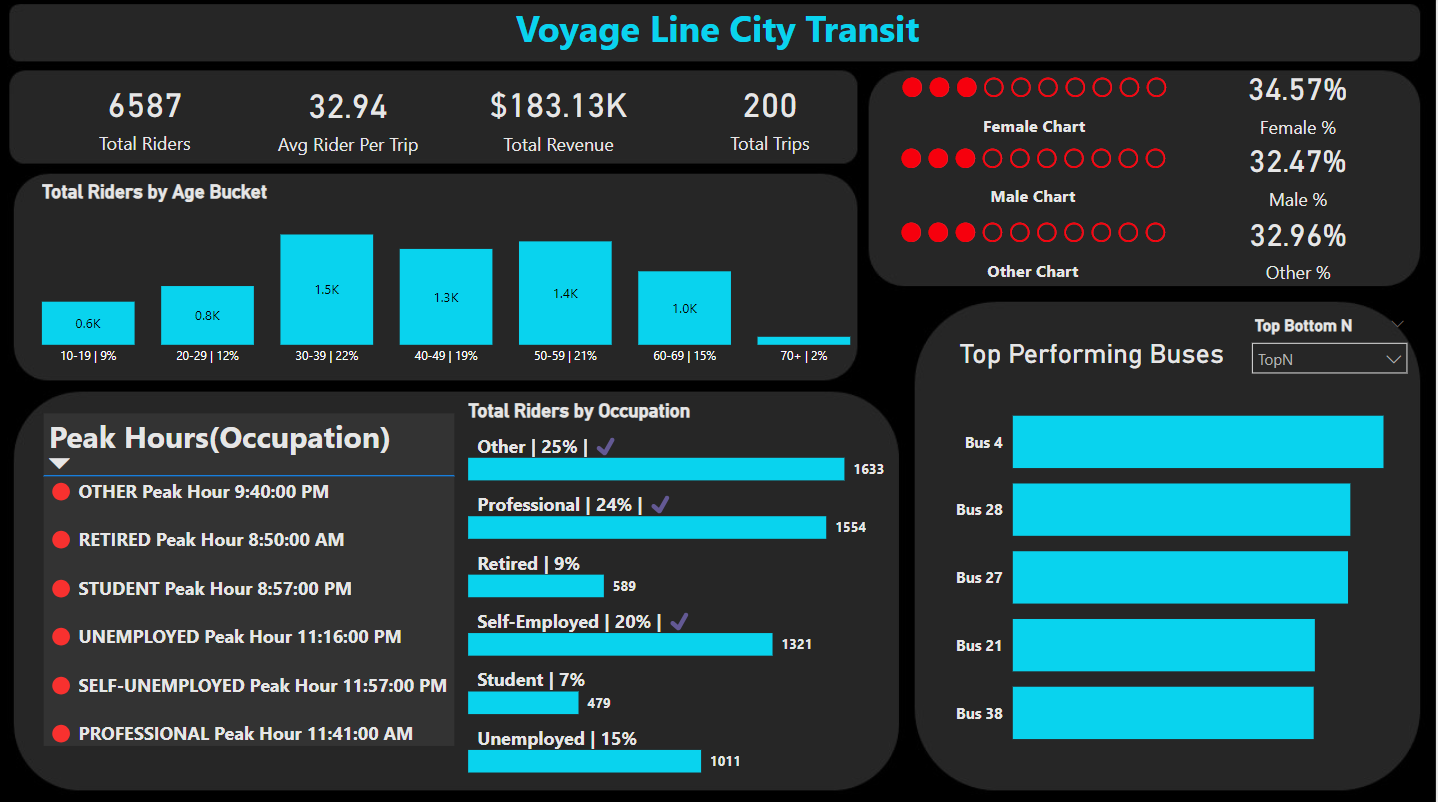 Voyage Line City Transit
6587
Total Riders
32.94
Avg Rider Per Trip
$183.13K
Total Revenue
200
Total Trips
Female Chart
34.57%
Female %
Male Chart
32.47%
Male %
Other Chart
32.96%
Other %
Total Riders by Age Bucket
0.6K
0.8K
1.5K
1.3K
1.4K
1.0K
10-19 | 9%
20-29 | 12%
30-39 | 22%
40-49 | 19%
50-59 | 21%
60-69 | 15%
70+ | 2%
Peak Hours(Occupation)
OTHER Peak Hour 9:40:00 PM
RETIRED Peak Hour 8:50:00 AM
STUDENT Peak Hour 8:57:00 PM
UNEMPLOYED Peak Hour 11:16:00 PM
SELF-UNEMPLOYED Peak Hour 11:57:00 PM
PROFESSIONAL Peak Hour 11:41:00 AM
Total Riders by Occupation
Other | 25% | ✔
1633
Professional | 24% | ✔
1554
Retired | 9%
589
Self-Employed | 20% | ✔
1321
Student | 7%
479
Unemployed | 15%
1011
Top Bottom N
TopN
Top Performing Buses
Bus 4
Bus 28
Bus 27
Bus 21
Bus 38